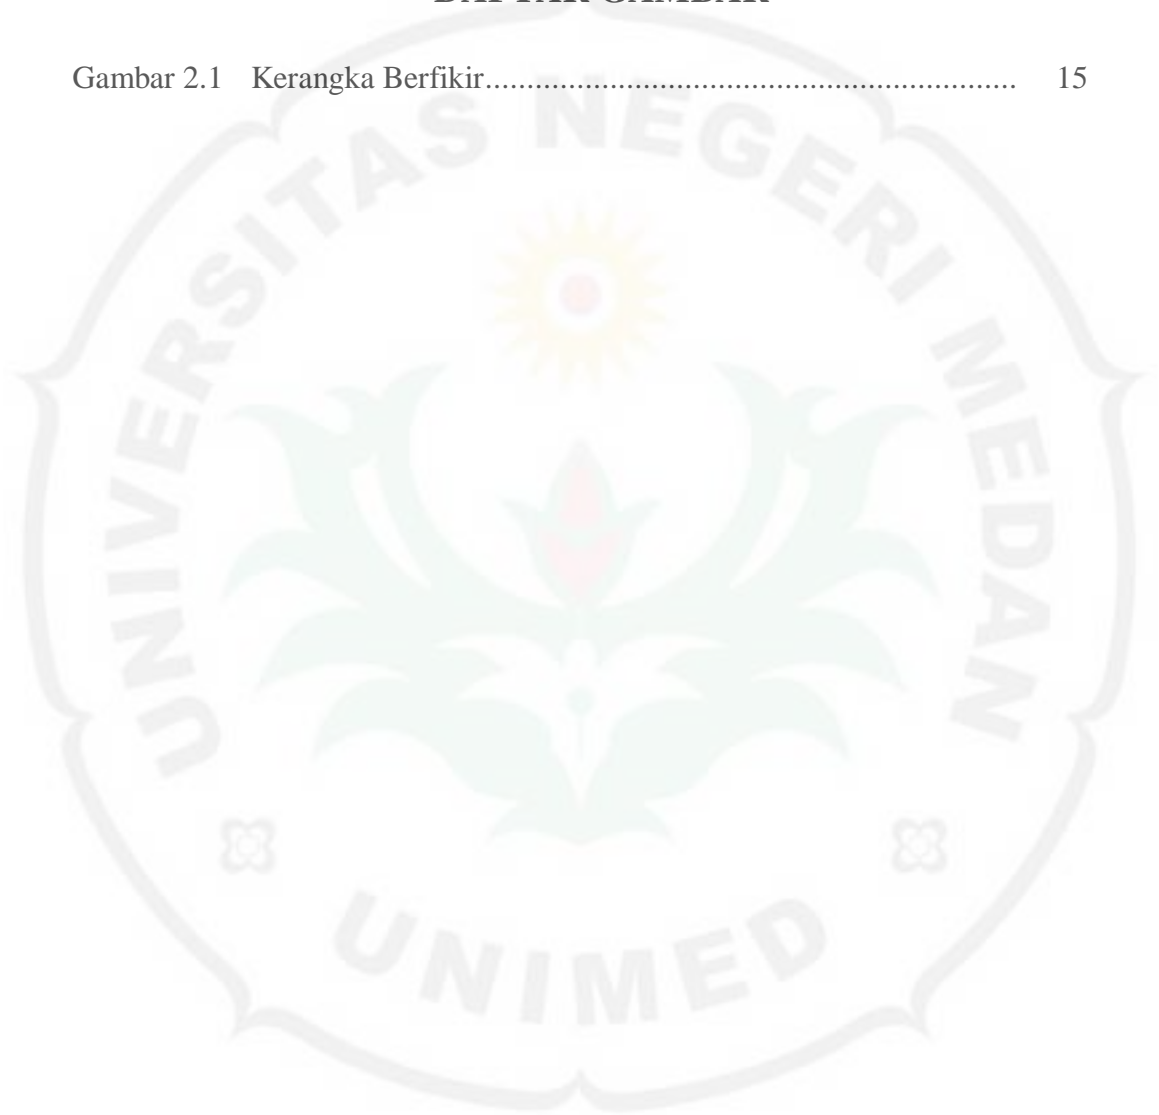 DAFTAR GAMBAR
Gambar 2.1 Kerangka Berfikir................................................................ 15
UNIVERSITAS NEGERI MEDAN
UNIMED